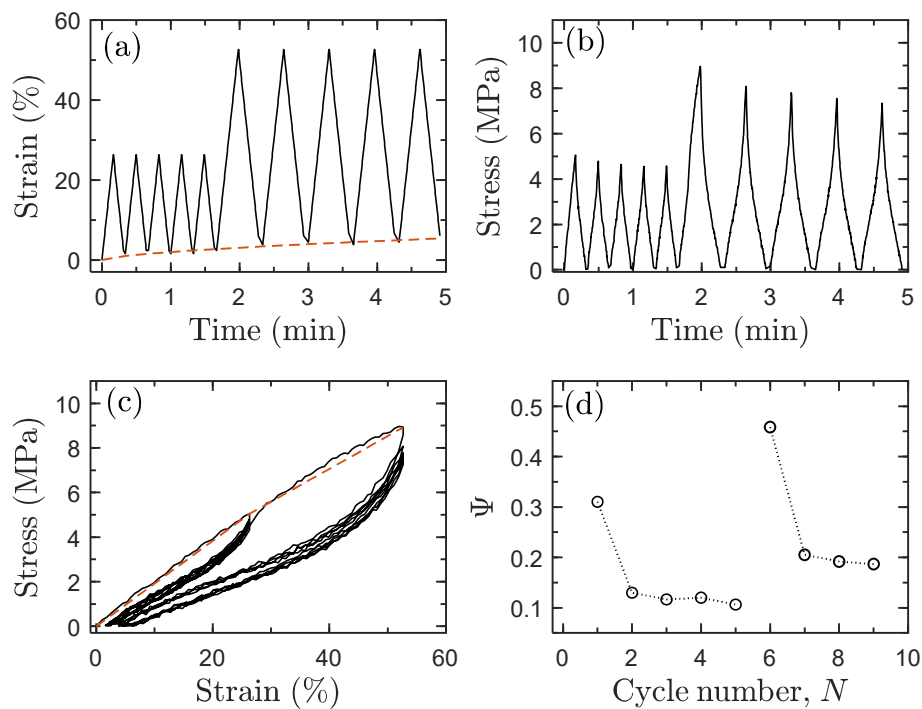 (a)
60
40
20
0
Strain (%)
0 1 2 3 4 5
Time (min)
(b)
10
8
6
4
2
0
Stress (MPa)
0 1 2 3 4 5
Time (min)
(c)
10
8
6
4
2
0
Stress (MPa)
0 20 40 60
Strain (%)
(d)
0.5
0.4
0.3
0.2
0.1
Ψ
0 2 4 6 8 10
Cycle number, N